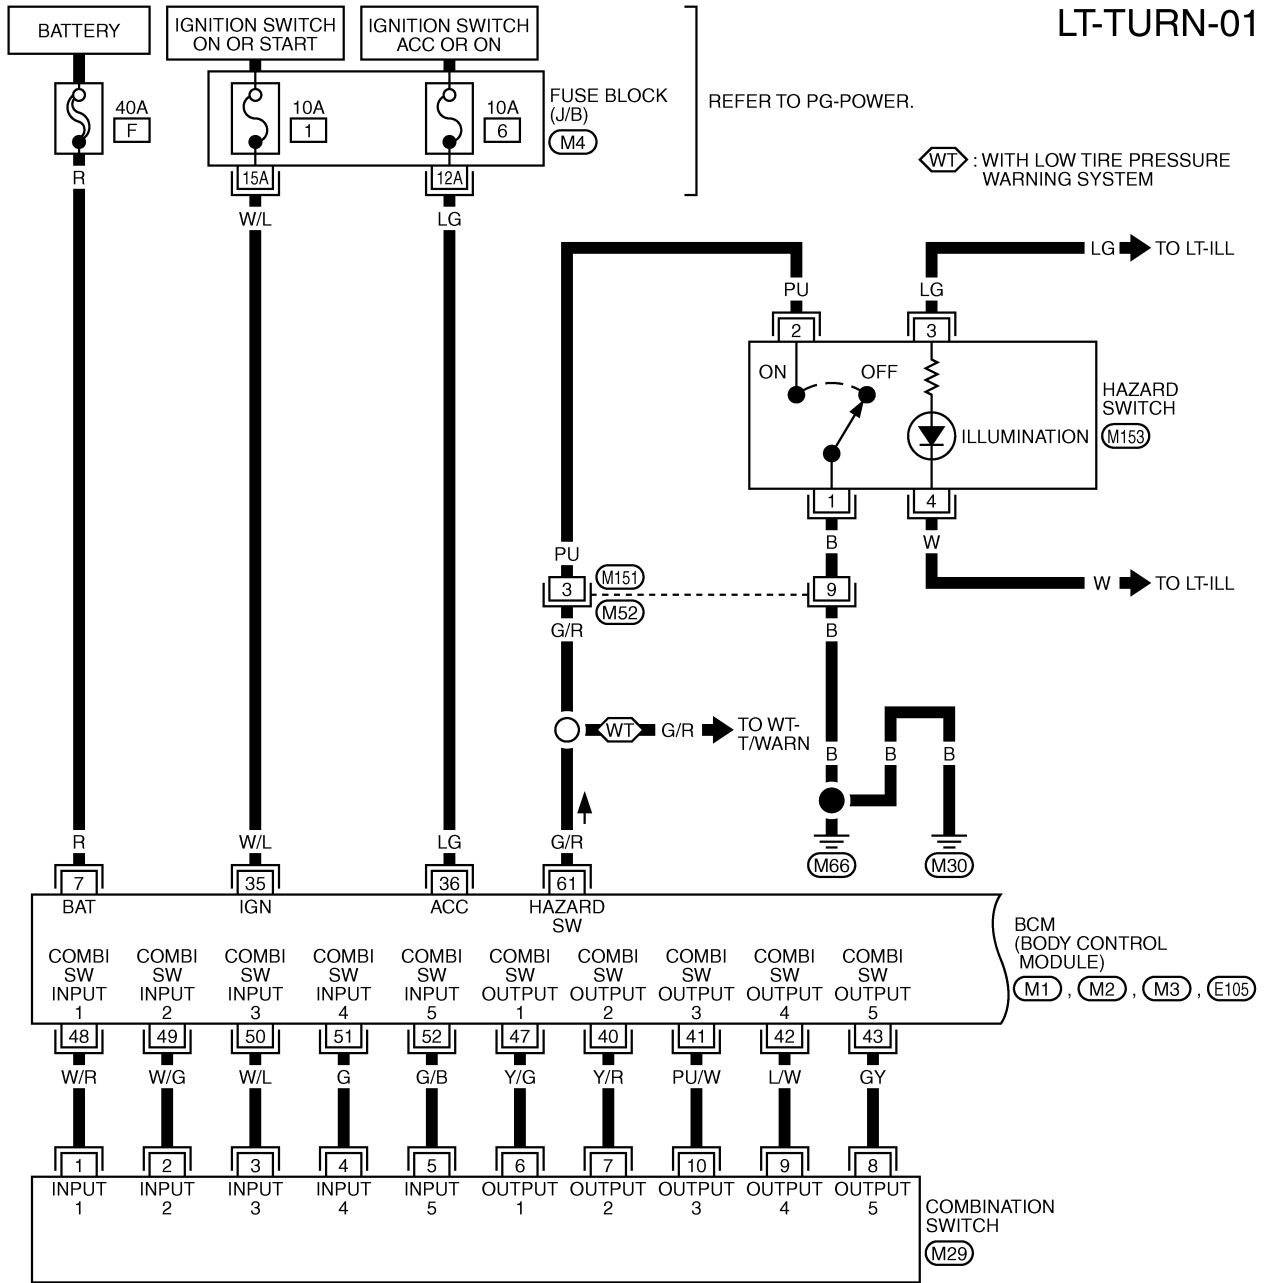 LT-TURN-01
BATTERY
IGNITION SWITCH
ON OR START
IGNITION SWITCH
ACC OR ON
40A
F
10A
1
10A
6
FUSE BLOCK
(J/B)
M4
REFER TO PG-POWER.
WT : WITH LOW TIRE PRESSURE
WARNING SYSTEM
15A
12A
R
W/L
LG
LG
TO LT-ILL
PU
LG
2
3
ON
OFF
ILLUMINATION
HAZARD
SWITCH
M153
1
4
B
W
W
TO LT-ILL
PU
3
M151
M52
9
G/R
B
WT
G/R
TO WT-
T/WARN
B
B
B
M66
M30
R
W/L
LG
G/R
7
35
36
61
BAT
IGN
ACC
HAZARD
SW
BCM
(BODY CONTROL
MODULE)
M1 , M2 , M3 , E105
COMBI COMBI COMBI COMBI COMBI COMBI COMBI COMBI COMBI COMBI
SW SW SW SW SW SW SW SW SW SW
INPUT INPUT INPUT INPUT INPUT OUTPUT OUTPUT OUTPUT OUTPUT OUTPUT
1 2 3 4 5 1 2 3 4 5
48 49 50 51 52 47 40 41 42 43
W/R W/G W/L G G/B Y/G Y/R PU/W L/W GY
1 2 3 4 5 6 7 10 9 8
INPUT INPUT INPUT INPUT INPUT OUTPUT OUTPUT OUTPUT OUTPUT OUTPUT
1 2 3 4 5 1 2 3 4 5
COMBINATION
SWITCH
M29